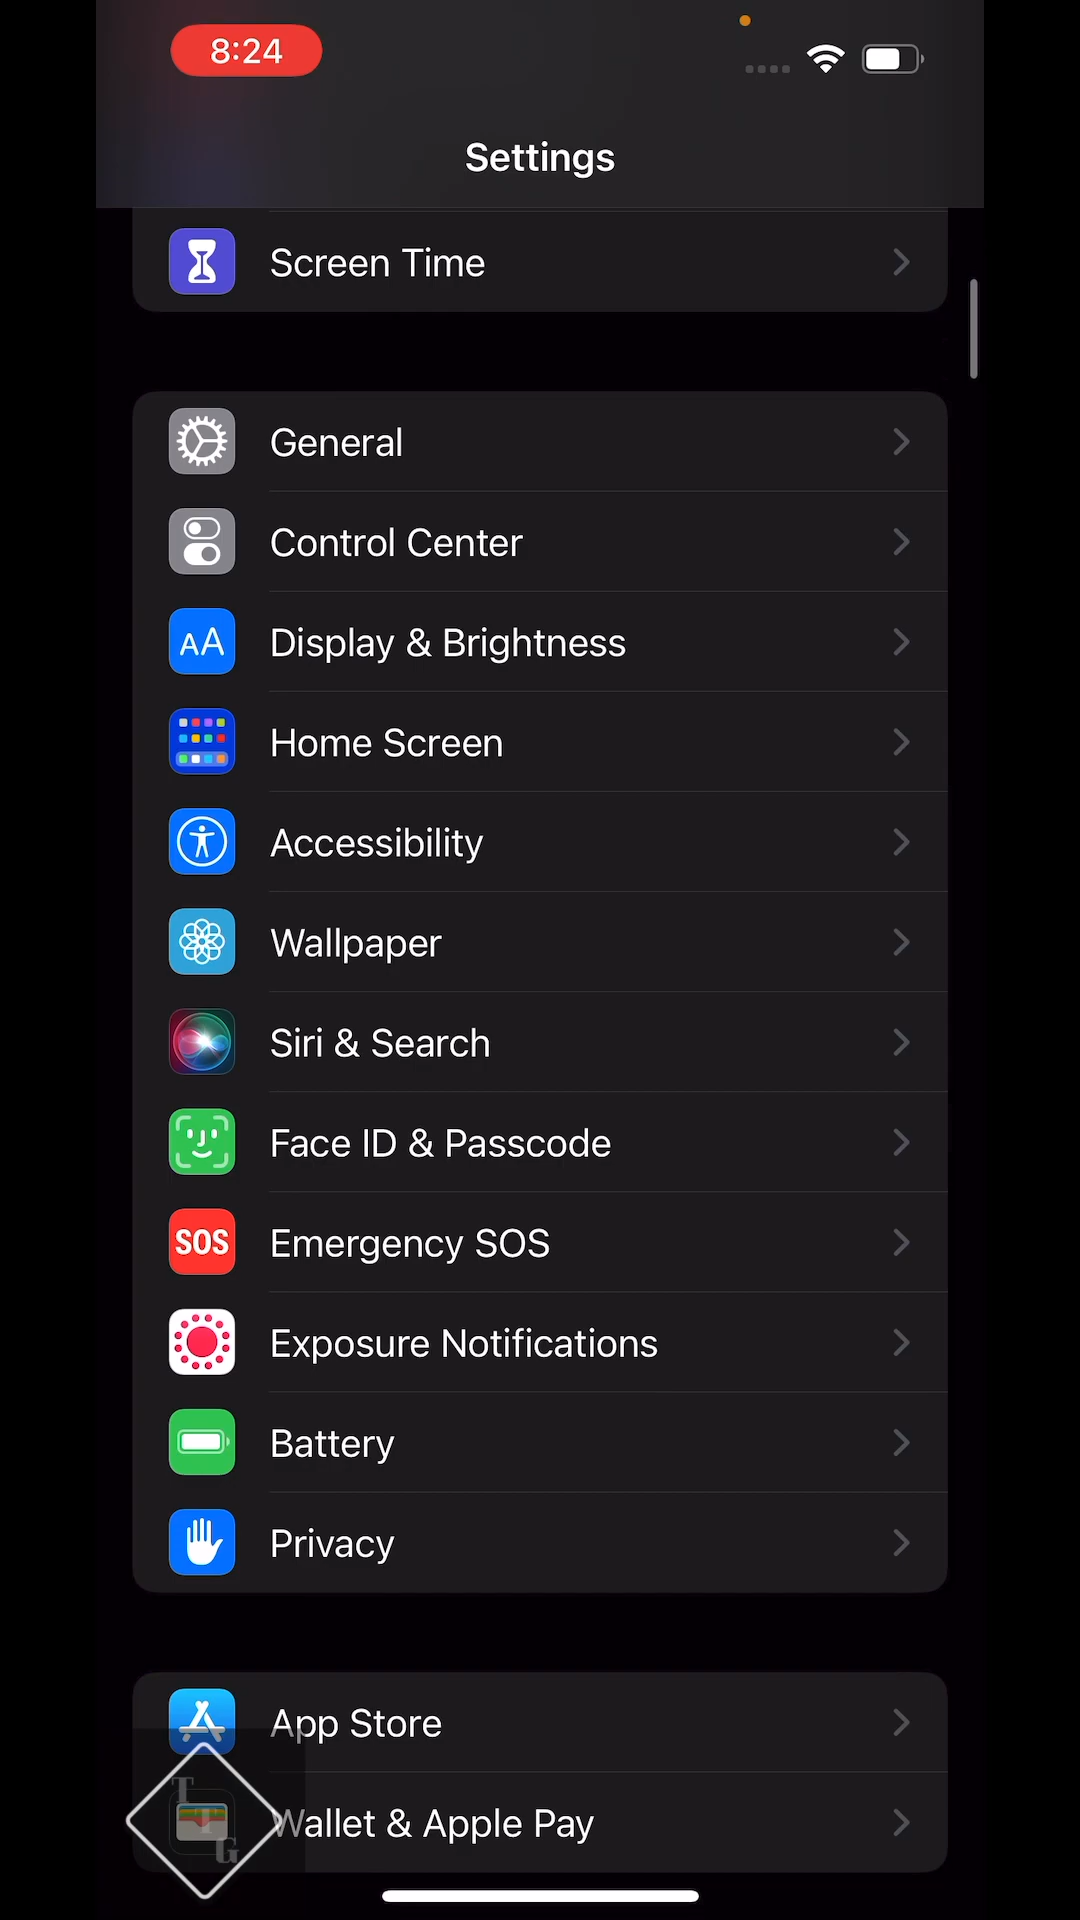 8:24
Settings
Screen Time
General
Control Center
AA Display & Brightness
Home Screen
Accessibility
Wallpaper
Siri & Search
Face ID & Passcode
SOS Emergency SOS
Exposure Notifications
Battery
Privacy
App Store
Wallet & Apple Pay
T
T
G